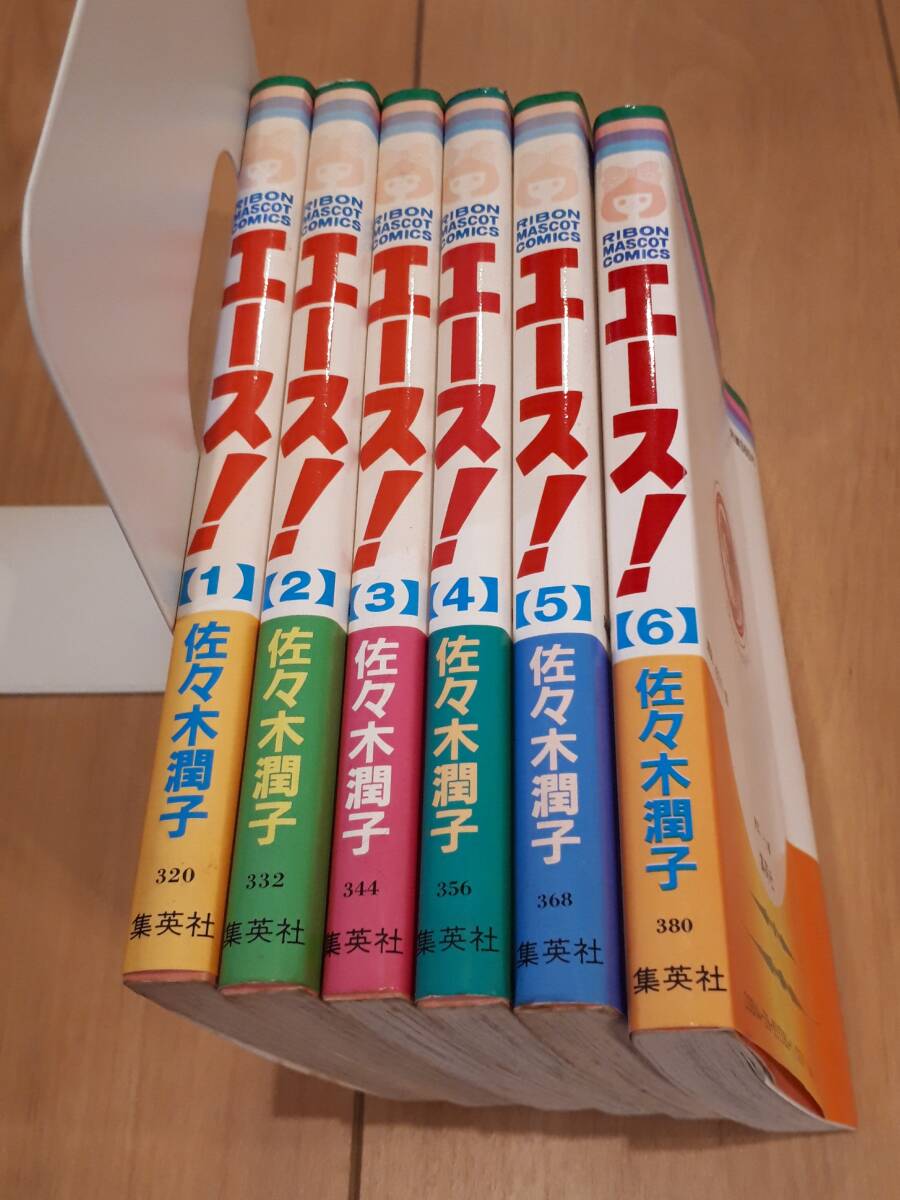 RIBON
MASCOT
COMICS
エース!
【1】
佐々木潤子
320
集英社
RIBON
MASCOT
COMICS
エース!
【2】
佐々木潤子
332
集英社
RIBON
MASCOT
COMICS
エース!
【3】
佐々木潤子
344
集英社
RIBON
MASCOT
COMICS
エース!
【4】
佐々木潤子
356
集英社
RIBON
MASCOT
COMICS
エース!
【5】
佐々木潤子
368
集英社
RIBON
MASCOT
COMICS
エース!
【6】
佐々木潤子
380
集英社